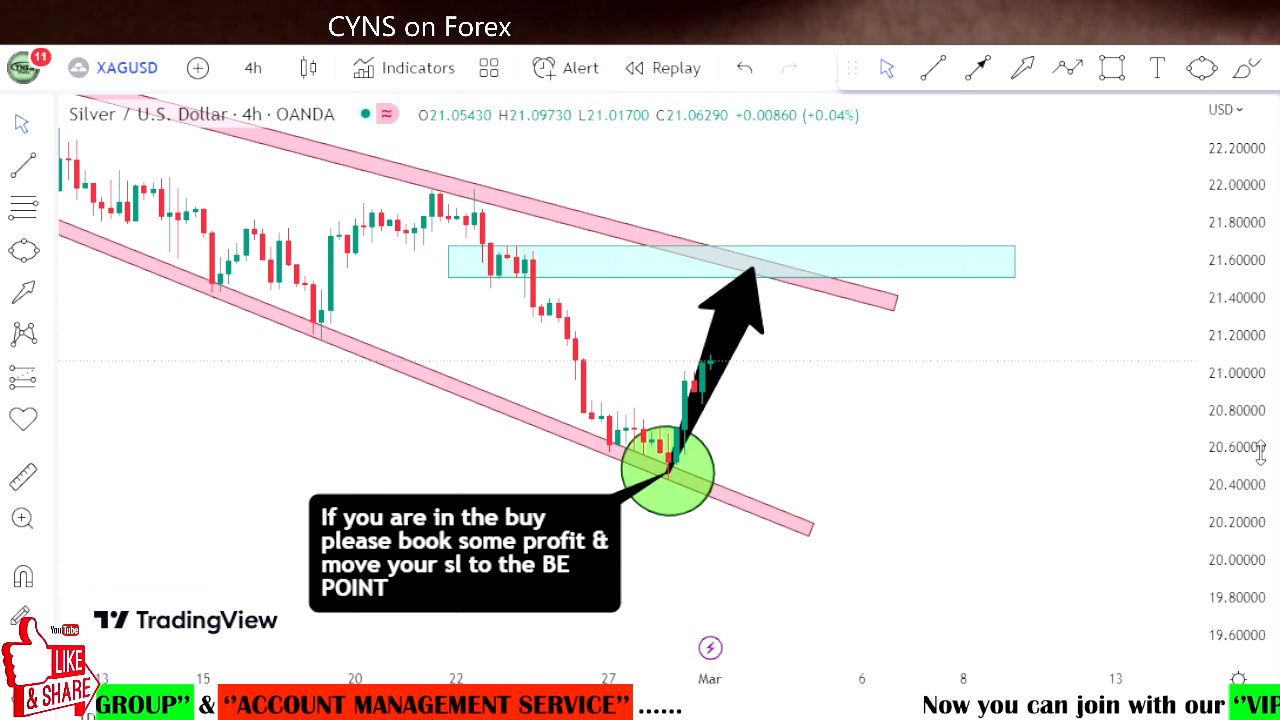 CYNS on Forex
11
XAGUSD
4h
Indicators
Alert
Replay
Silver / U.S. Dollar · 4h · OANDA
O21.05430 H21.09730 L21.01700 C21.06290 +0.00860 (+0.04%)
USD
22.20000
22.00000
21.80000
21.60000
21.40000
21.20000
21.00000
20.80000
20.60000
20.40000
20.20000
20.00000
19.80000
19.60000
If you are in the buy
please book some profit &
move your sl to the BE
POINT
TradingView
YouTube
LIKE
& SHARE
13 15 20 22 27 Mar 6 8 13
GROUP” & “ACCOUNT MANAGEMENT SERVICE” ...... Now you can join with our “VIP